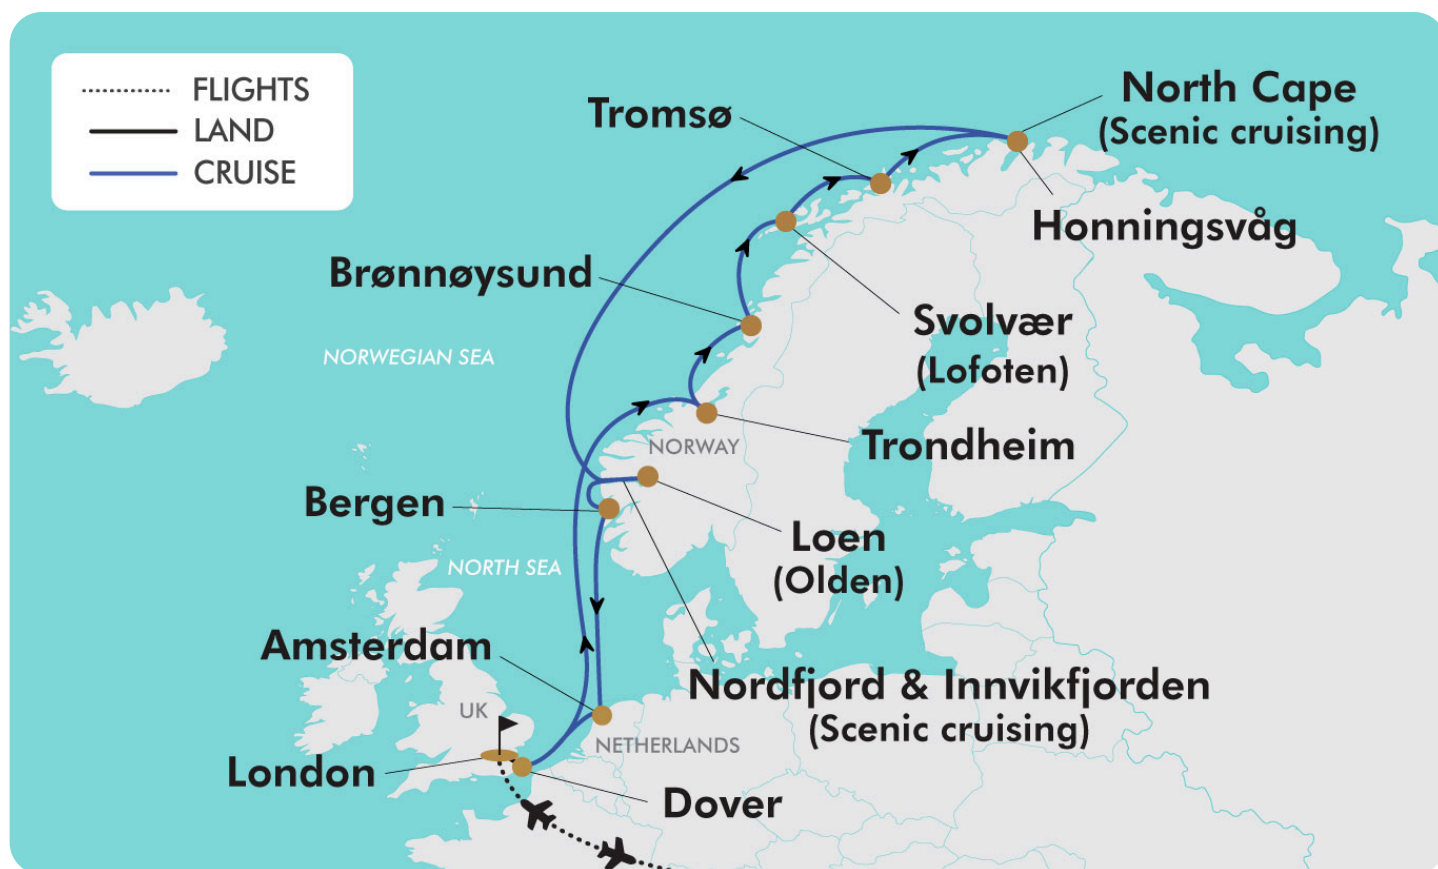 FLIGHTS
LAND
CRUISE
North Cape
(Scenic cruising)
Tromsø
Honningsvåg
Brønnøysund
Svolvær
(Lofoten)
NORWEGIAN SEA
Trondheim
NORWAY
Bergen
Loen
(Olden)
NORTH SEA
Amsterdam
Nordfjord & Innvikfjorden
(Scenic cruising)
UK
NETHERLANDS
London
Dover